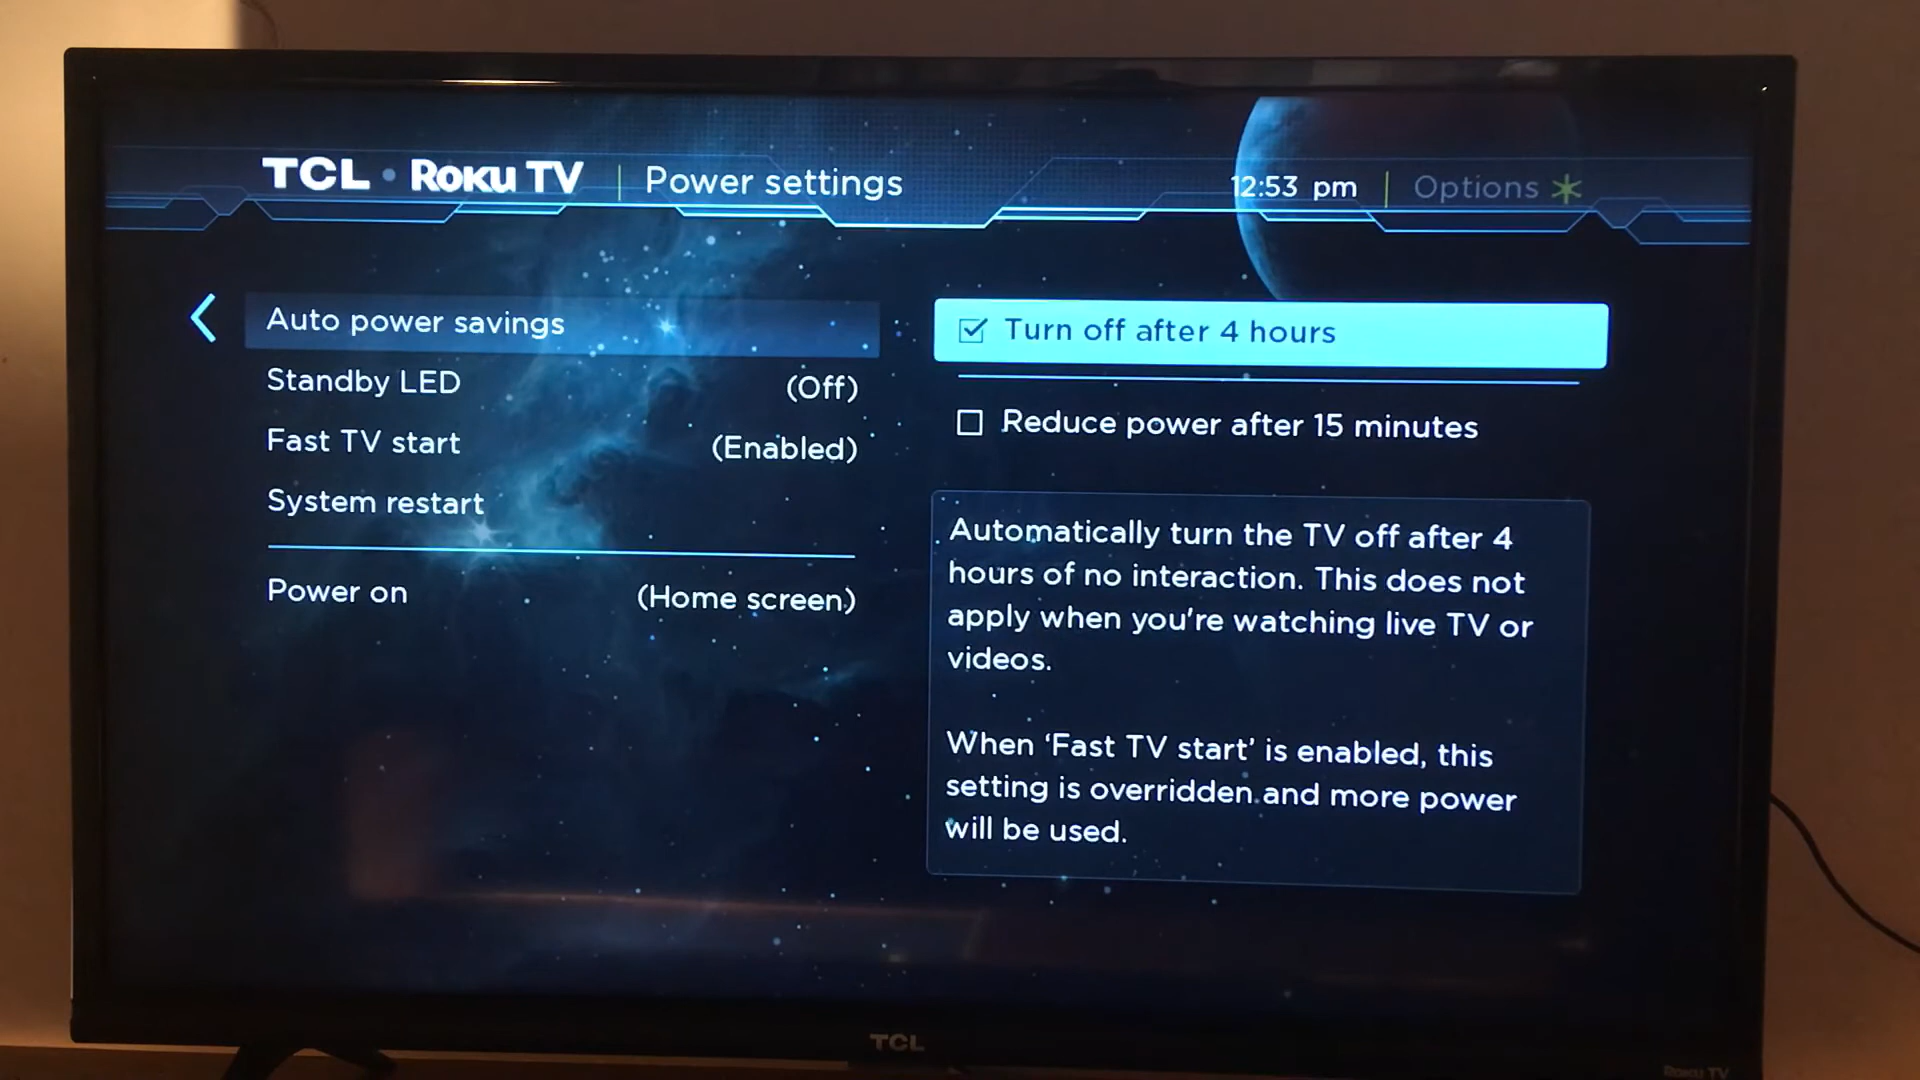 TCL • Roku TV | Power settings
12:53 pm | Options
Auto power savings
Standby LED (Off)
Fast TV start (Enabled)
System restart
Power on (Home screen)
Turn off after 4 hours
Reduce power after 15 minutes
Automatically turn the TV off after 4
hours of no interaction. This does not
apply when you're watching live TV or
videos.
When ‘Fast TV start’ is enabled, this
setting is overridden and more power
will be used.
TCL
Roku TV